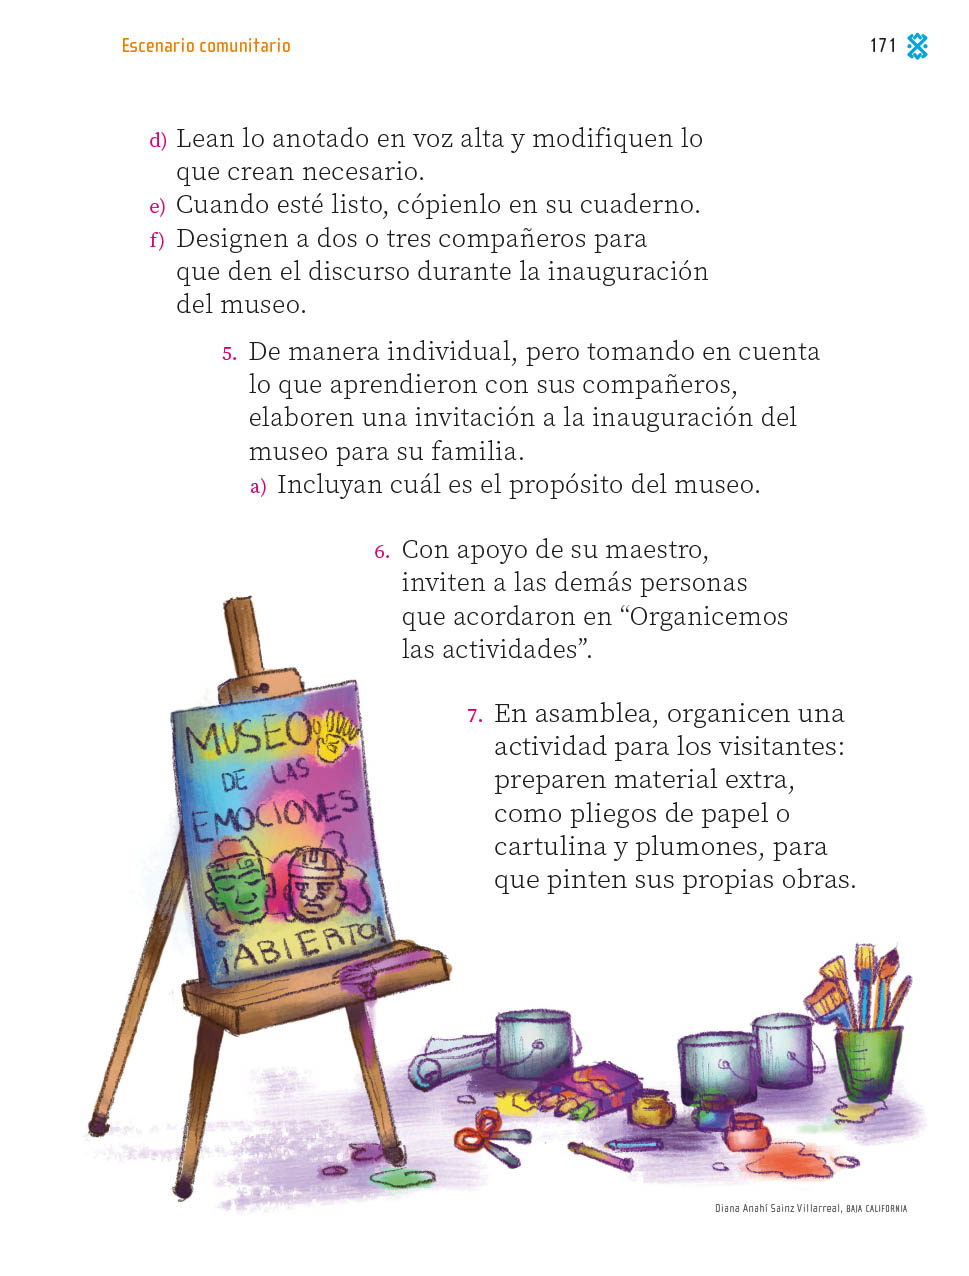 Escenario comunitario
171
d) Lean lo anotado en voz alta y modifiquen lo
que crean necesario.
e) Cuando esté listo, cópienlo en su cuaderno.
f) Designen a dos o tres compañeros para
que den el discurso durante la inauguración
del museo.
5. De manera individual, pero tomando en cuenta
lo que aprendieron con sus compañeros,
elaboren una invitación a la inauguración del
museo para su familia.
a) Incluyan cuál es el propósito del museo.
6. Con apoyo de su maestro,
inviten a las demás personas
que acordaron en “Organicemos
las actividades”.
7. En asamblea, organicen una
actividad para los visitantes:
preparen material extra,
como pliegos de papel o
cartulina y plumones, para
que pinten sus propias obras.
MUSEO
DE LAS
EMOCIONES
¡ABIERTO!
Diana Anahí Sainz Villarreal, BAJA CALIFORNIA